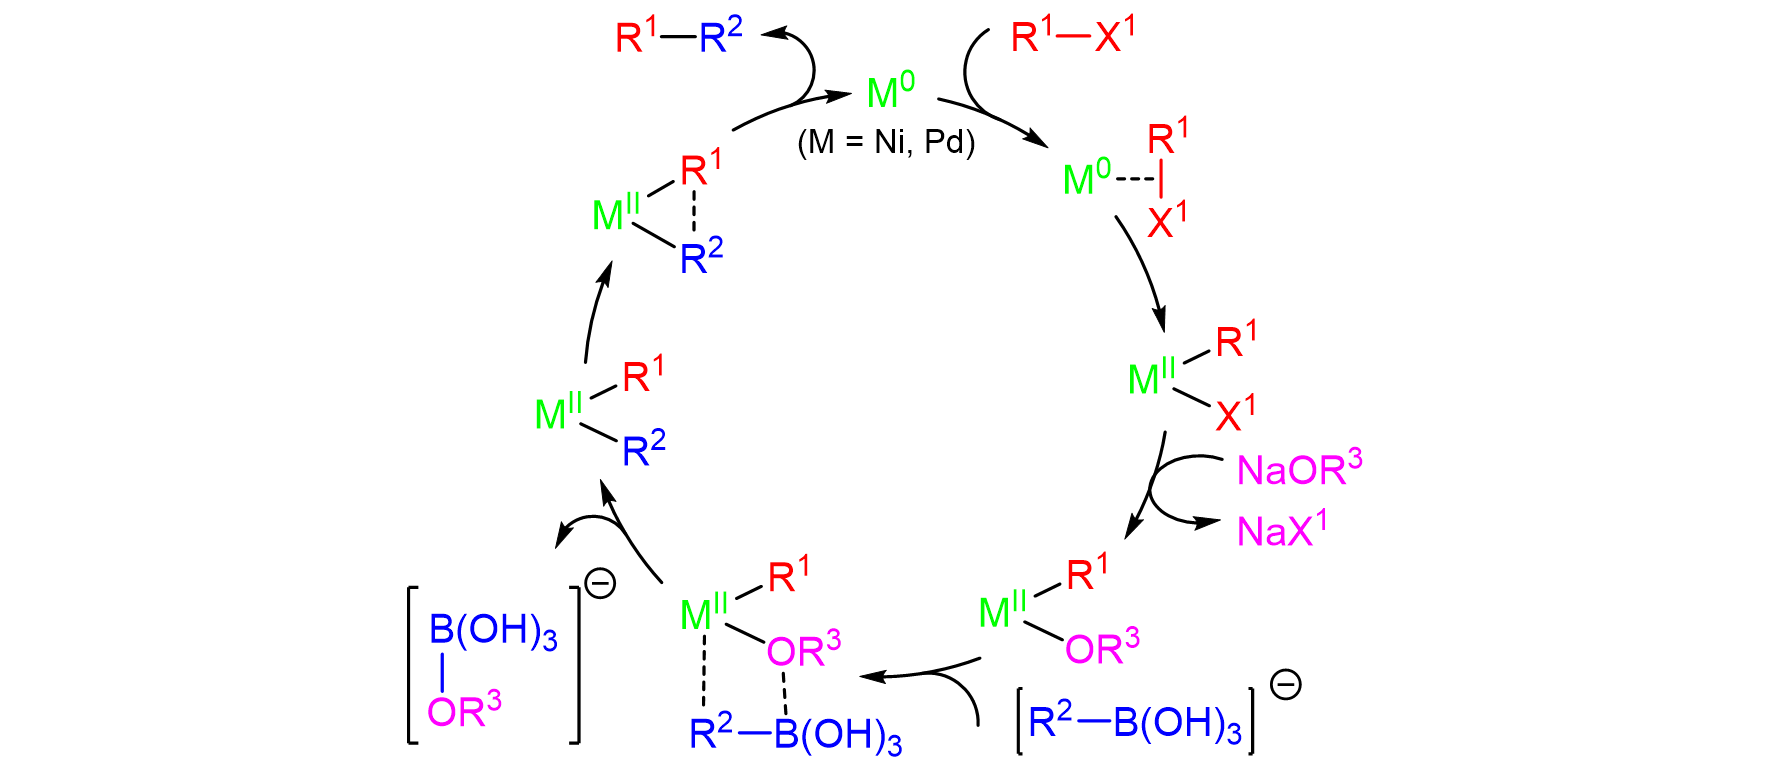 R¹—R²
R¹—X¹
M⁰
(M = Ni, Pd)
R¹
M⁰
X¹
R¹
Mᴵᴵ
R²
R¹
Mᴵᴵ
X¹
R¹
Mᴵᴵ
R²
NaOR³
NaX¹
R¹
Mᴵᴵ
OR³
R¹
Mᴵᴵ
OR³
R²—B(OH)₃
[R²—B(OH)₃]⊖
⊖
B(OH)₃
OR³